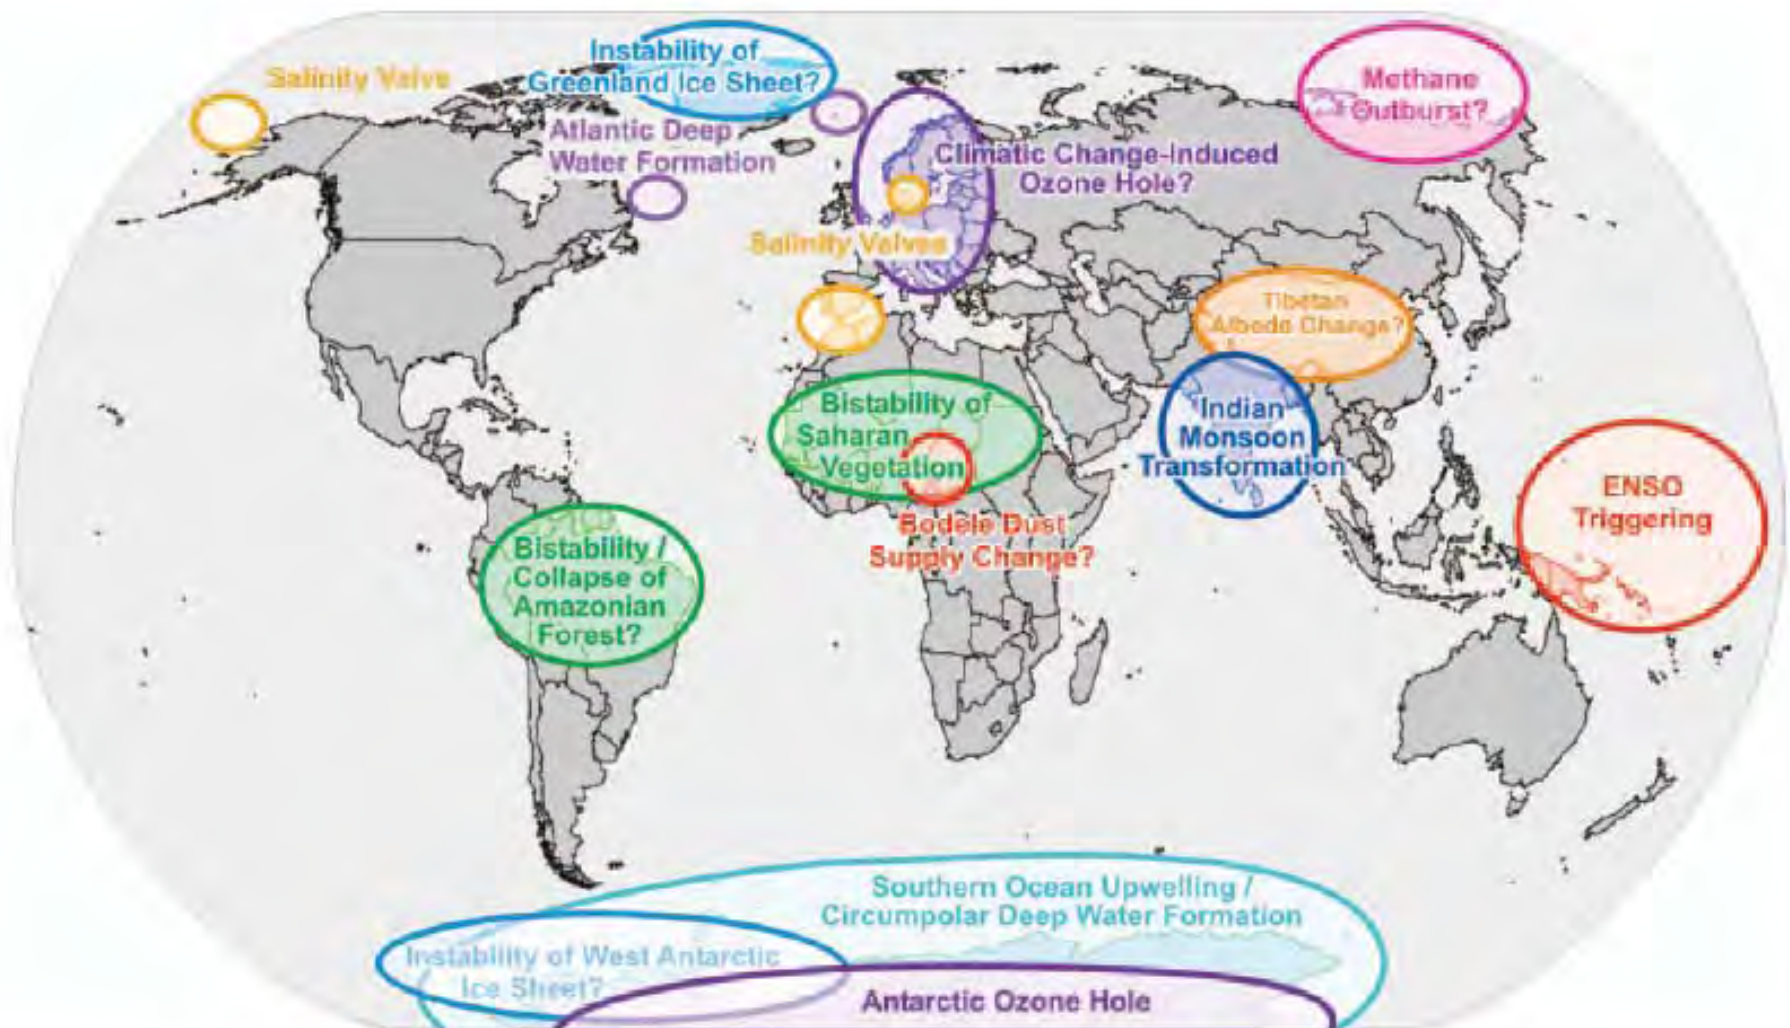 Salinity Valve
Instability of
Greenland Ice Sheet?
Methane
Outburst?
Atlantic Deep
Water Formation
Climatic Change-induced
Ozone Hole?
Salinity Valves
Tibetan
Albedo Change?
Bistability of
Saharan
Vegetation
Indian
Monsoon
Transformation
ENSO
Triggering
Bodele Dust
Supply Change?
Bistability /
Collapse of
Amazonian
Forest?
Southern Ocean Upwelling /
Circumpolar Deep Water Formation
Instability of West Antarctic
Ice Sheet?
Antarctic Ozone Hole